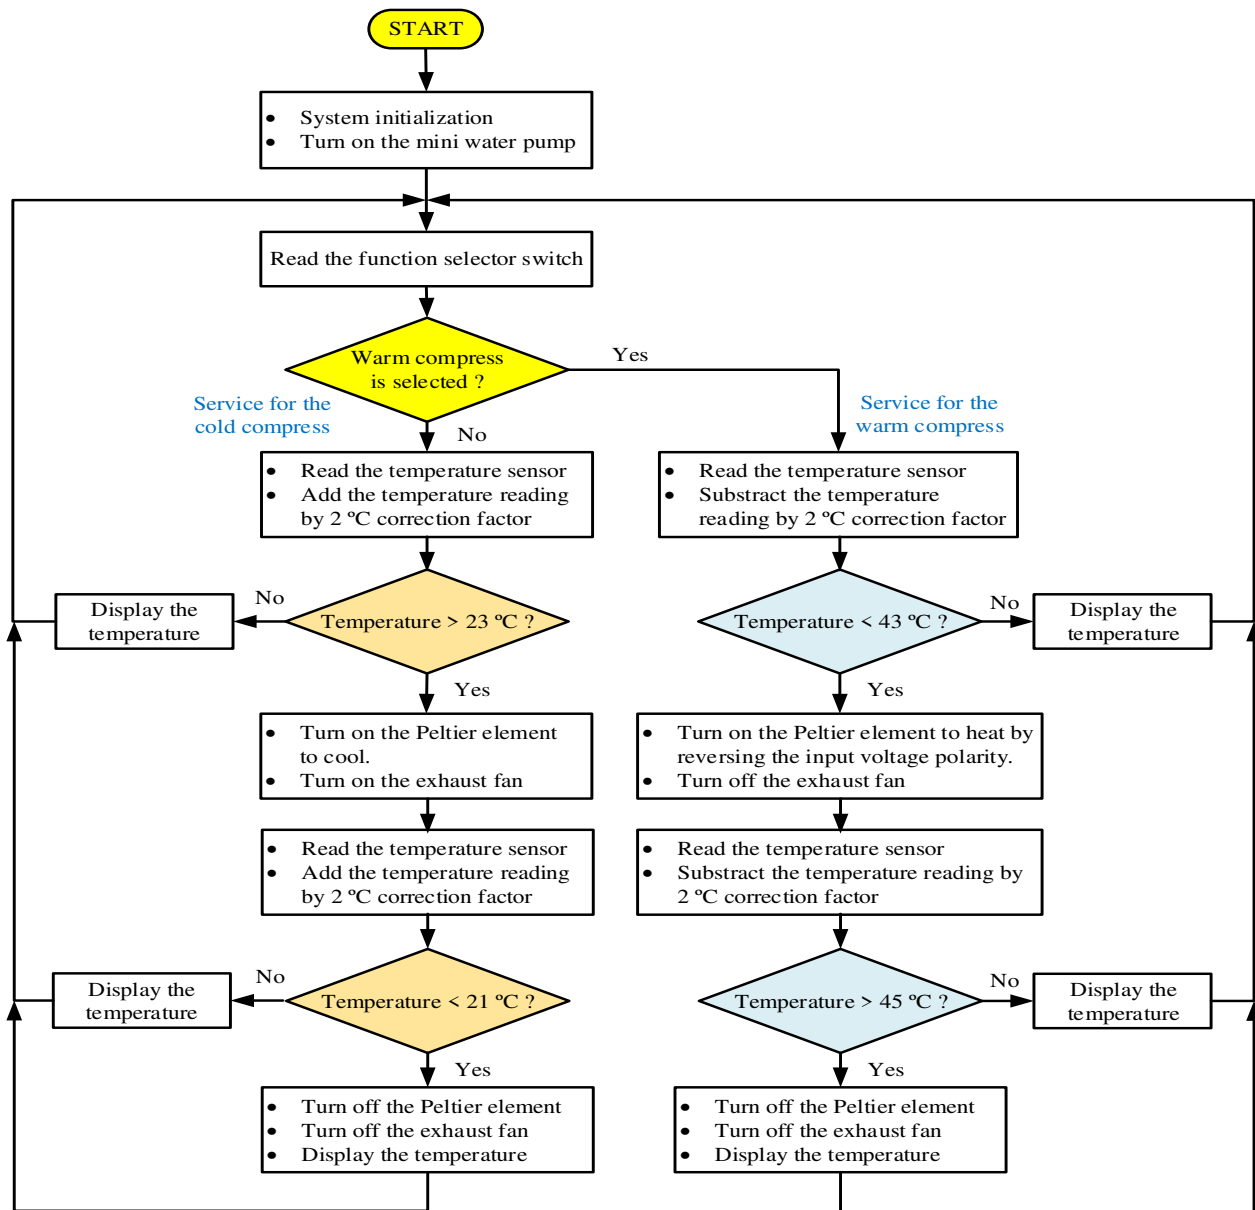 START
• System initialization
• Turn on the mini water pump
Read the function selector switch
Warm compress
is selected ?
Yes
Service for the
cold compress
Service for the
warm compress
No
• Read the temperature sensor
• Add the temperature reading
by 2 ºC correction factor
• Read the temperature sensor
• Substract the temperature
reading by 2 ºC correction factor
Display the
temperature
No
Temperature > 23 ºC ?
Temperature < 43 ºC ?
No
Display the
temperature
Yes
Yes
• Turn on the Peltier element
to cool.
• Turn on the exhaust fan
• Turn on the Peltier element to heat by
reversing the input voltage polarity.
• Turn off the exhaust fan
• Read the temperature sensor
• Add the temperature reading
by 2 ºC correction factor
• Read the temperature sensor
• Substract the temperature reading by
2 ºC correction factor
Display the
temperature
No
Temperature < 21 ºC ?
Temperature > 45 ºC ?
No
Display the
temperature
Yes
Yes
• Turn off the Peltier element
• Turn off the exhaust fan
• Display the temperature
• Turn off the Peltier element
• Turn off the exhaust fan
• Display the temperature